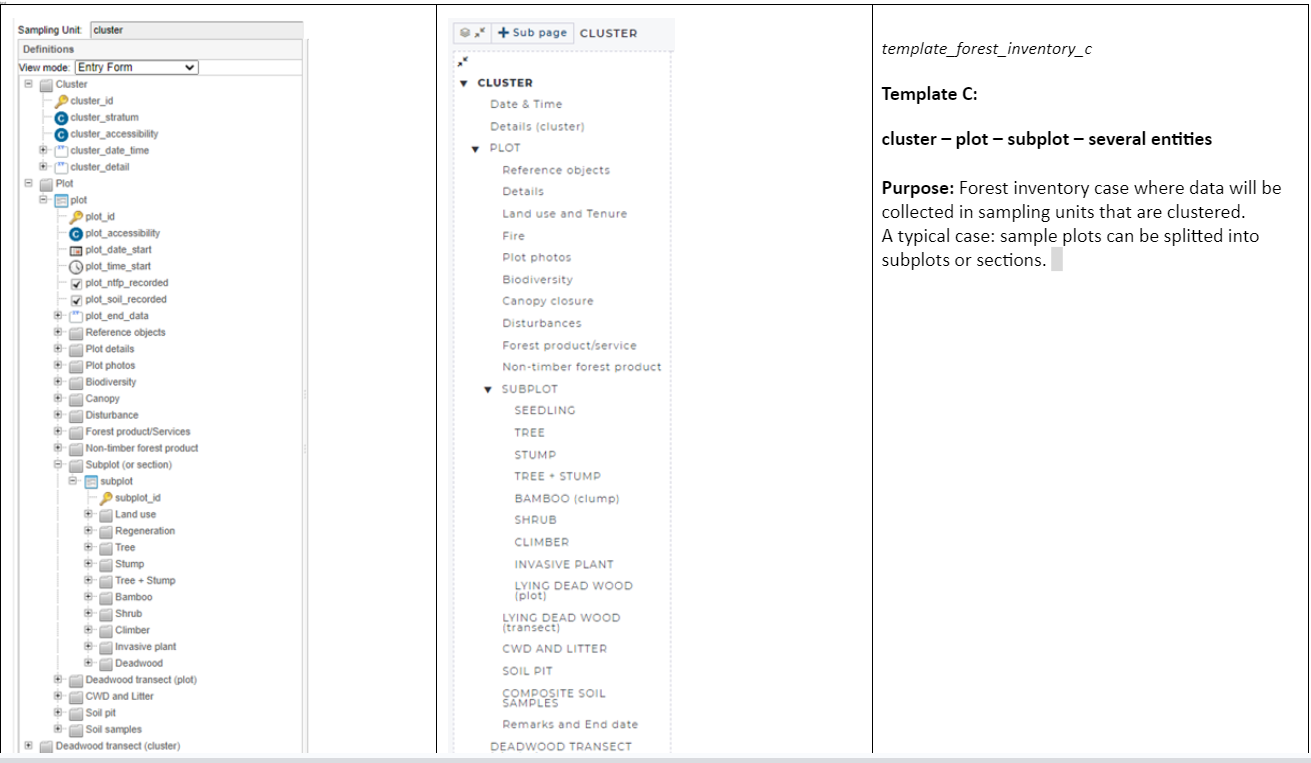 Sampling Unit: cluster
Definitions
View mode: Entry Form
Cluster
cluster_id
cluster_stratum
cluster_accessibility
cluster_date_time
cluster_detail
Plot
plot
plot_id
plot_accessibility
plot_date_start
plot_time_start
plot_ntfp_recorded
plot_soil_recorded
plot_end_data
Reference objects
Plot details
Plot photos
Biodiversity
Canopy
Disturbance
Forest product/Services
Non-timber forest product
Subplot (or section)
subplot
subplot_id
Land use
Regeneration
Tree
Stump
Tree + Stump
Bamboo
Shrub
Climber
Invasive plant
Deadwood
Deadwood transect (plot)
CWD and Litter
Soil pit
Soil samples
Deadwood transect (cluster)
+ Sub page CLUSTER
CLUSTER
Date & Time
Details (cluster)
PLOT
Reference objects
Details
Land use and Tenure
Fire
Plot photos
Biodiversity
Canopy closure
Disturbances
Forest product/service
Non-timber forest product
SUBPLOT
SEEDLING
TREE
STUMP
TREE + STUMP
BAMBOO (clump)
SHRUB
CLIMBER
INVASIVE PLANT
LYING DEAD WOOD
(plot)
LYING DEAD WOOD
(transect)
CWD AND LITTER
SOIL PIT
COMPOSITE SOIL
SAMPLES
Remarks and End date
DEADWOOD TRANSECT
template_forest_inventory_c
Template C:
cluster – plot – subplot – several entities
Purpose: Forest inventory case where data will be
collected in sampling units that are clustered.
A typical case: sample plots can be splitted into
subplots or sections.